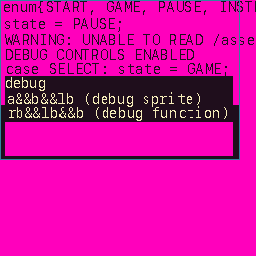 enum{START, GAME, PAUSE, INST
state = PAUSE;
WARNING: UNABLE TO READ /asse
DEBUG CONTROLS ENABLED
case SELECT: state = GAME;
debug
a&&b&&lb (debug sprite)
rb&&lb&&b (debug function)